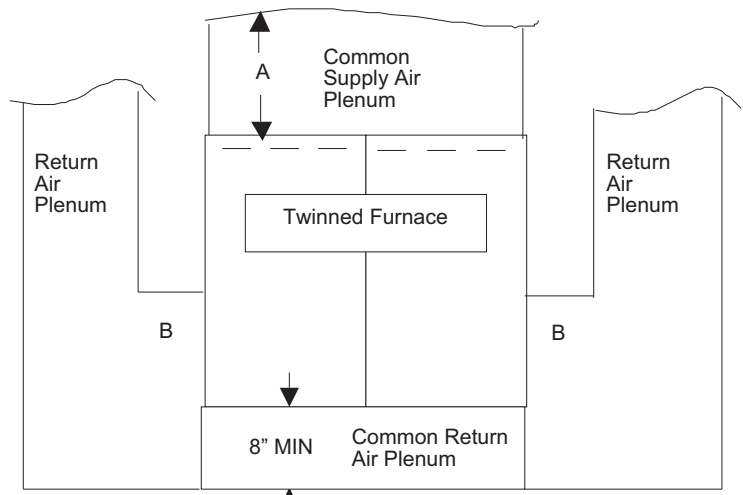 A
Common
Supply Air
Plenum
Return
Air
Plenum
Return
Air
Plenum
Twinned Furnace
B
B
8” MIN
Common Return
Air Plenum